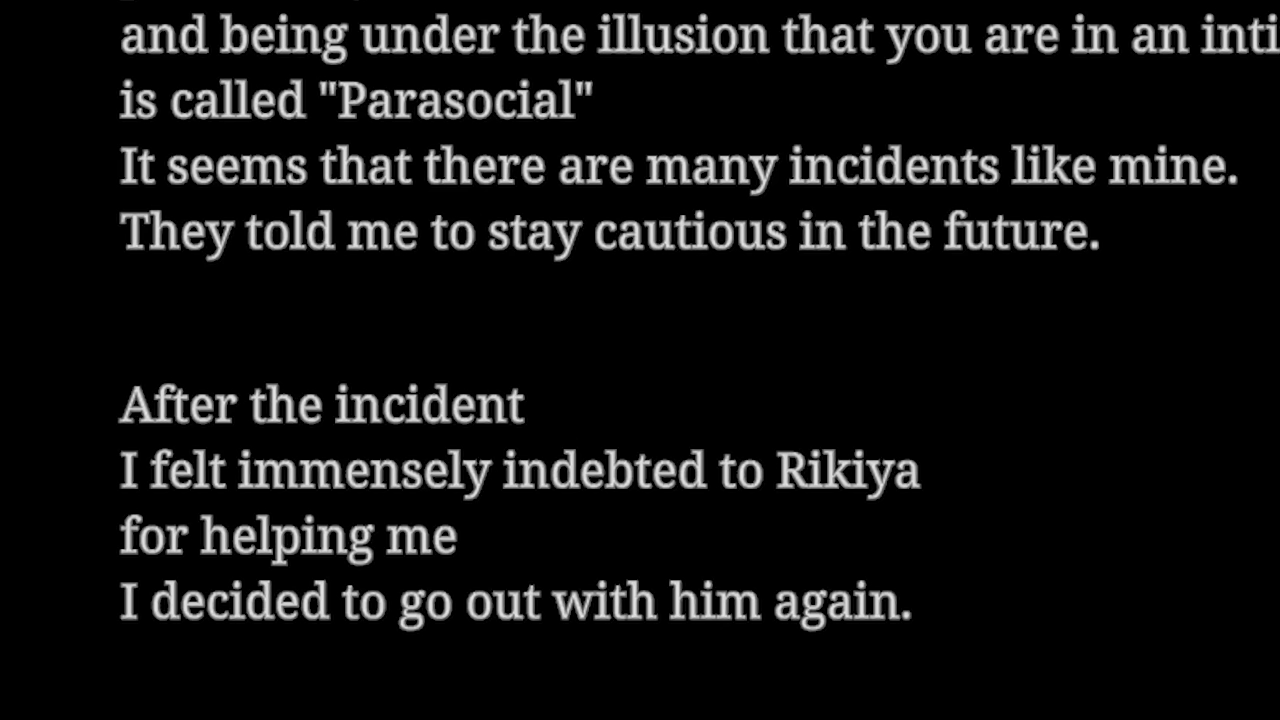 and being under the illusion that you are in an
is called "Parasocial"
It seems that there are many incidents like mine.
They told me to stay cautious in the future.
After the incident
I felt immensely indebted to Rikiya
for helping me
I decided to go out with him again.